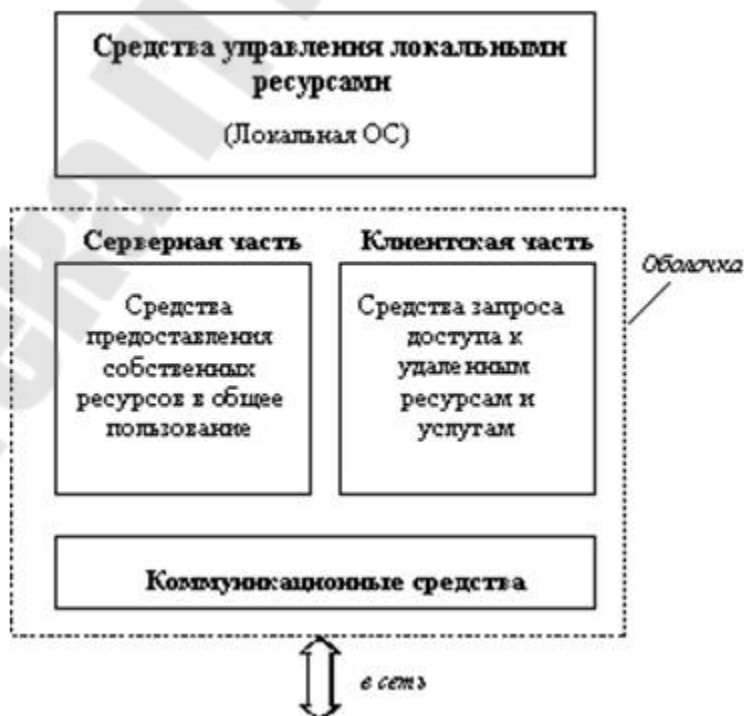 Средства управления локальными
ресурсами
(Локальная ОС)
Серверная часть
Клиентская часть
Оболочка
Средства
предоставления
собственных
ресурсов в общее
пользование
Средства запроса
доступа к
удаленным
ресурсам и
услугам
Коммуникационные средства
в сеть